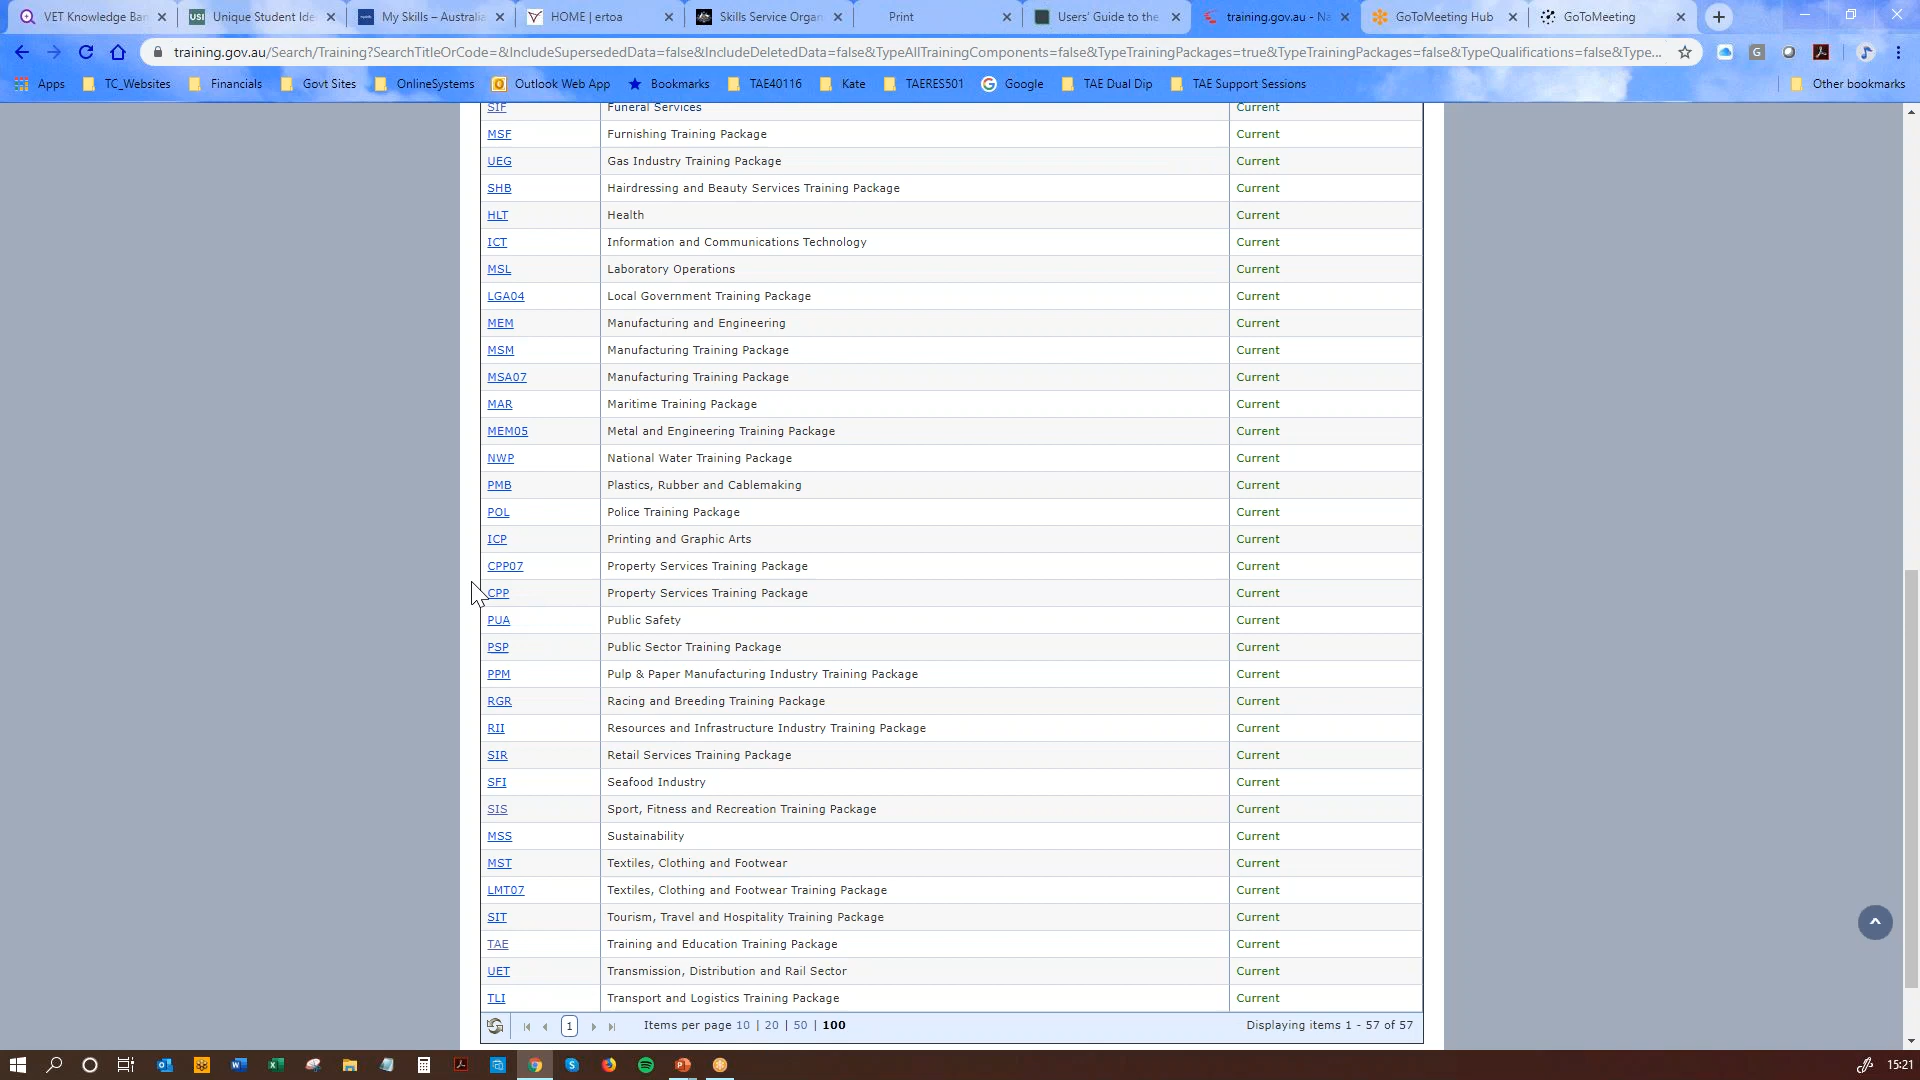 VET Knowledge Ban
Unique Student Ide
My Skills – Australia
HOME | ertoa
Skills Service Organ
Print
Users' Guide to the
training.gov.au - Na
GoToMeeting Hub
GoToMeeting
training.gov.au/Search/Training?SearchTitleOrCode=&IncludeSupersededData=false&IncludeDeletedData=false&TypeAllTrainingComponents=false&TypeTrainingPackages=true&TypeTrainingPackages=false&TypeQualifications=false&Type...
Apps
TC_Websites
Financials
Govt Sites
OnlineSystems
Outlook Web App
Bookmarks
TAE40116
Kate
TAERES501
Google
TAE Dual Dip
TAE Support Sessions
Other bookmarks
SIF Funeral Services Current
MSF Furnishing Training Package Current
UEG Gas Industry Training Package Current
SHB Hairdressing and Beauty Services Training Package Current
HLT Health Current
ICT Information and Communications Technology Current
MSL Laboratory Operations Current
LGA04 Local Government Training Package Current
MEM Manufacturing and Engineering Current
MSM Manufacturing Training Package Current
MSA07 Manufacturing Training Package Current
MAR Maritime Training Package Current
MEM05 Metal and Engineering Training Package Current
NWP National Water Training Package Current
PMB Plastics, Rubber and Cablemaking Current
POL Police Training Package Current
ICP Printing and Graphic Arts Current
CPP07 Property Services Training Package Current
CPP Property Services Training Package Current
PUA Public Safety Current
PSP Public Sector Training Package Current
PPM Pulp & Paper Manufacturing Industry Training Package Current
RGR Racing and Breeding Training Package Current
RII Resources and Infrastructure Industry Training Package Current
SIR Retail Services Training Package Current
SFI Seafood Industry Current
SIS Sport, Fitness and Recreation Training Package Current
MSS Sustainability Current
MST Textiles, Clothing and Footwear Current
LMT07 Textiles, Clothing and Footwear Training Package Current
SIT Tourism, Travel and Hospitality Training Package Current
TAE Training and Education Training Package Current
UET Transmission, Distribution and Rail Sector Current
TLI Transport and Logistics Training Package Current
1 Items per page 10 | 20 | 50 | 100 Displaying items 1 - 57 of 57
15:21